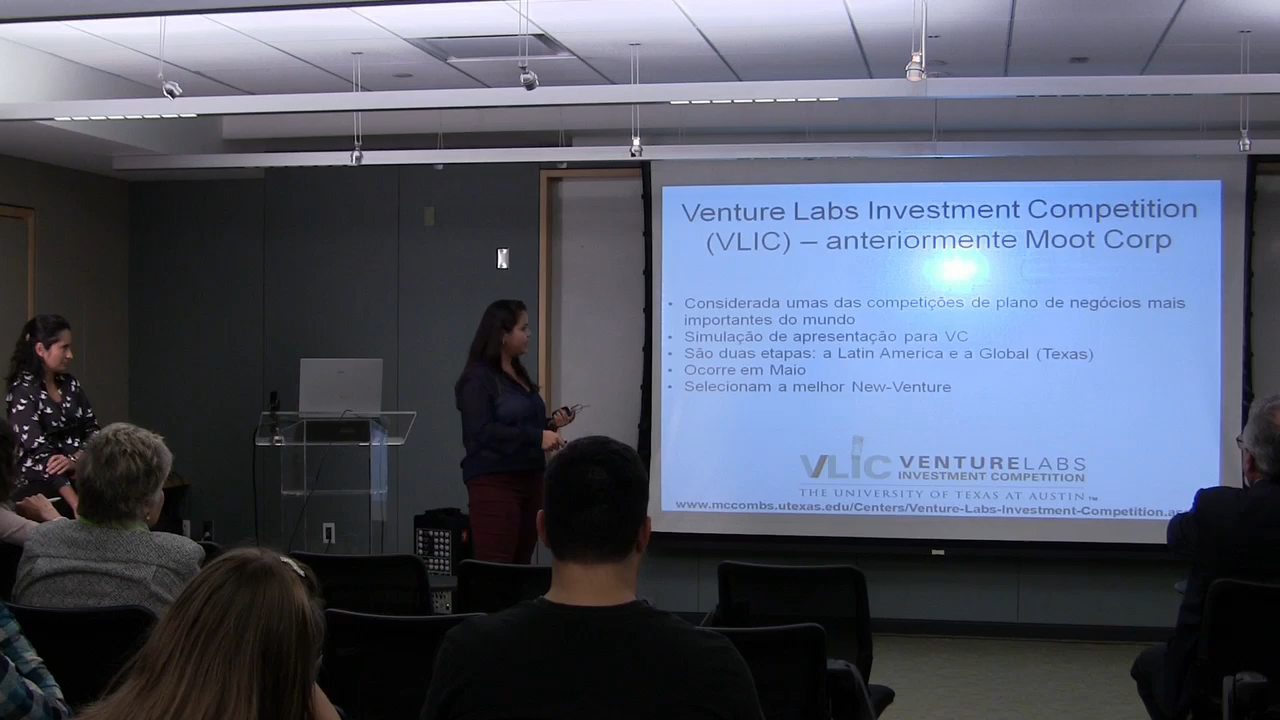 Venture Labs Investment Competition
(VLIC) – anteriormente Moot Corp
• Considerada umas das competições de plano de negócios mais
importantes do mundo
• Simulação de apresentação para VC
• São duas etapas: a Latin America e a Global (Texas)
• Ocorre em Maio
• Selecionam a melhor New-Venture
VLIC VENTURELABS
INVESTMENT COMPETITION
THE UNIVERSITY OF TEXAS AT AUSTIN™
www.mccombs.utexas.edu/Centers/Venture-Labs-Investment-Competition.as